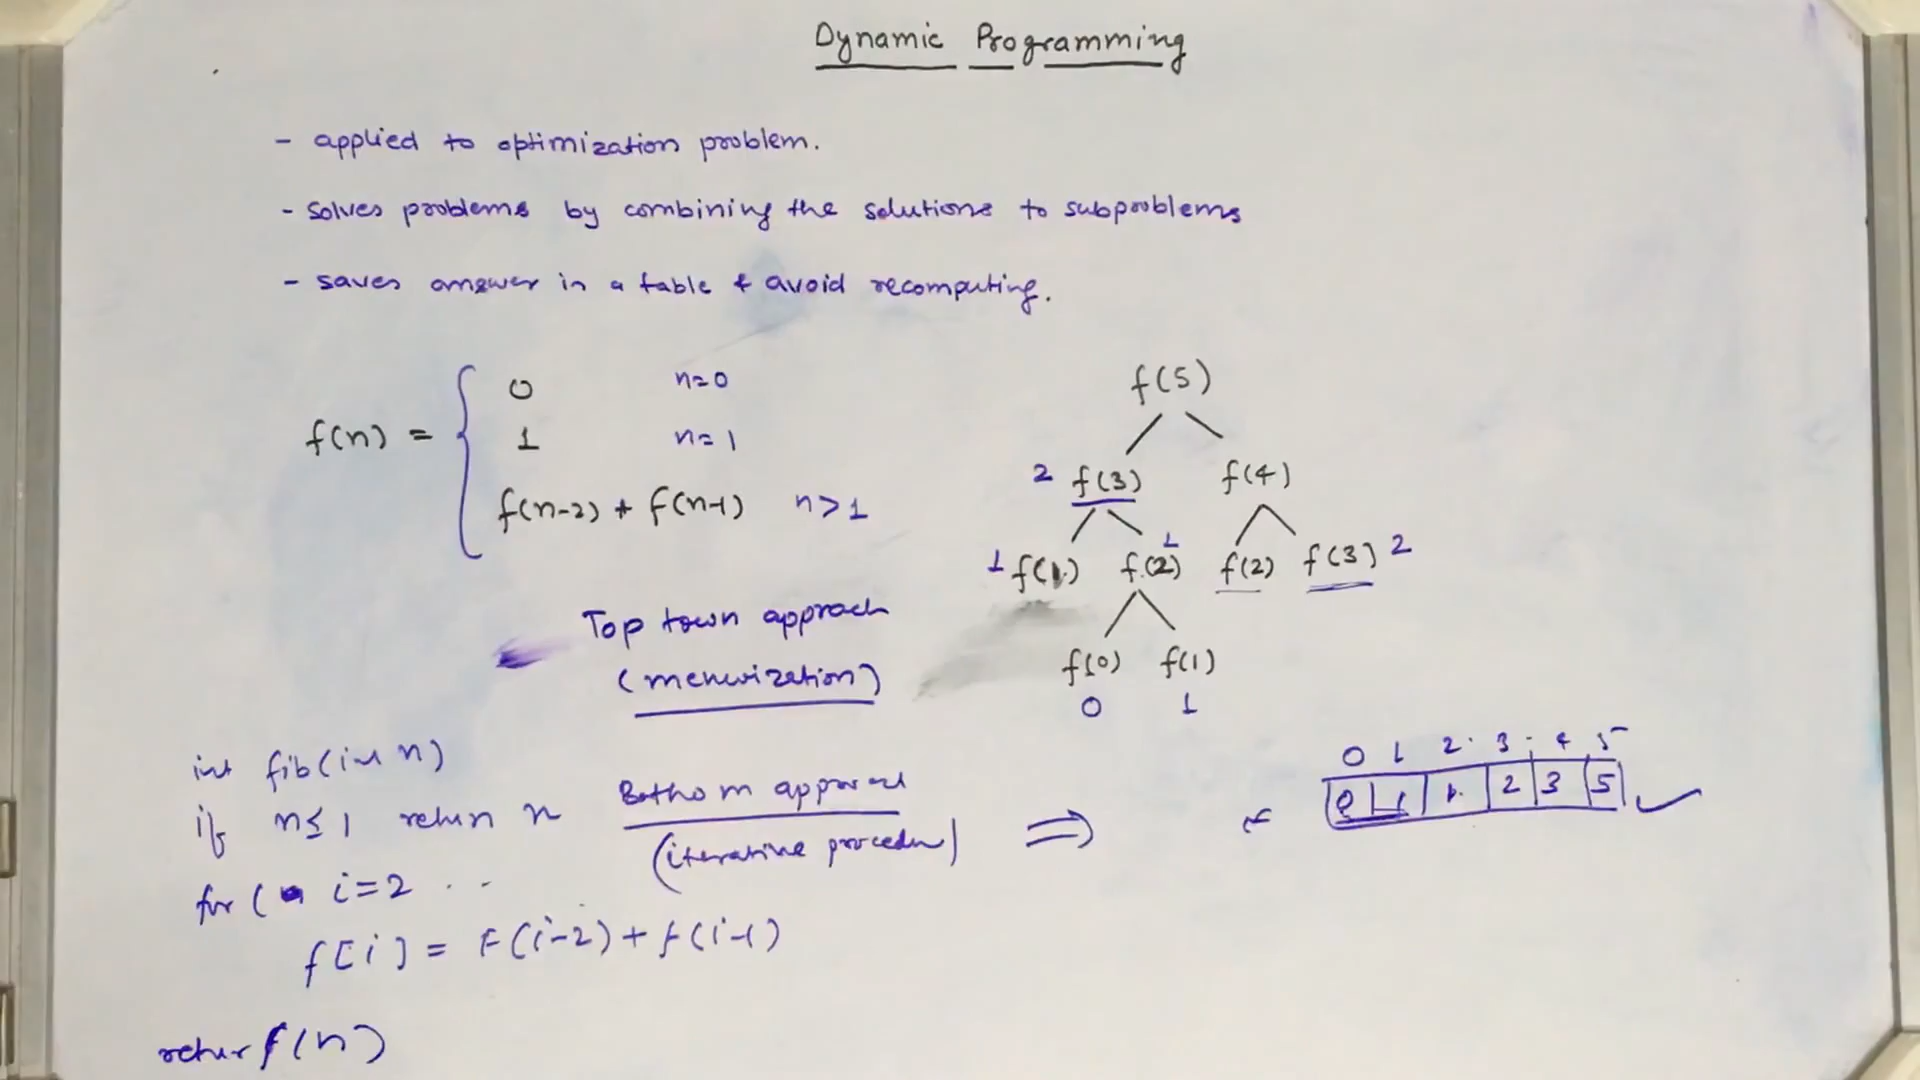 Dynamic Programming
- applied to optimization problem.
- solves problems by combining the solutions to subproblems
- saves answer in a table & avoid recomputing.
f(n) =
0 n=0
1 n=1
f(n-2) + f(n-1) n>1
f(5)
2 f(3) f(4)
1 f(1) f(2) 1 f(2) f(3) 2
f(0) f(1)
0 1
Top town approach
(memoization)
int fib(int n)
if n≤1 return n
for ( i=2 ..
f[i] = F(i-2) + f(i-1)
retur f(n)
Bottom approach
(iterative procedure)
⇒
0 1 2 3 4 5
0 1 1 2 3 5